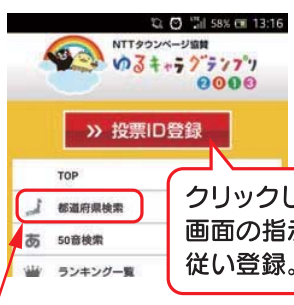 58% 13:16
NTTタウンページ協賛
ゆるキャラグランプリ
2013
» 投票ID登録
TOP
都道府県検索
あ 50音検索
ランキング一覧
クリックし
画面の指示
従い登録。